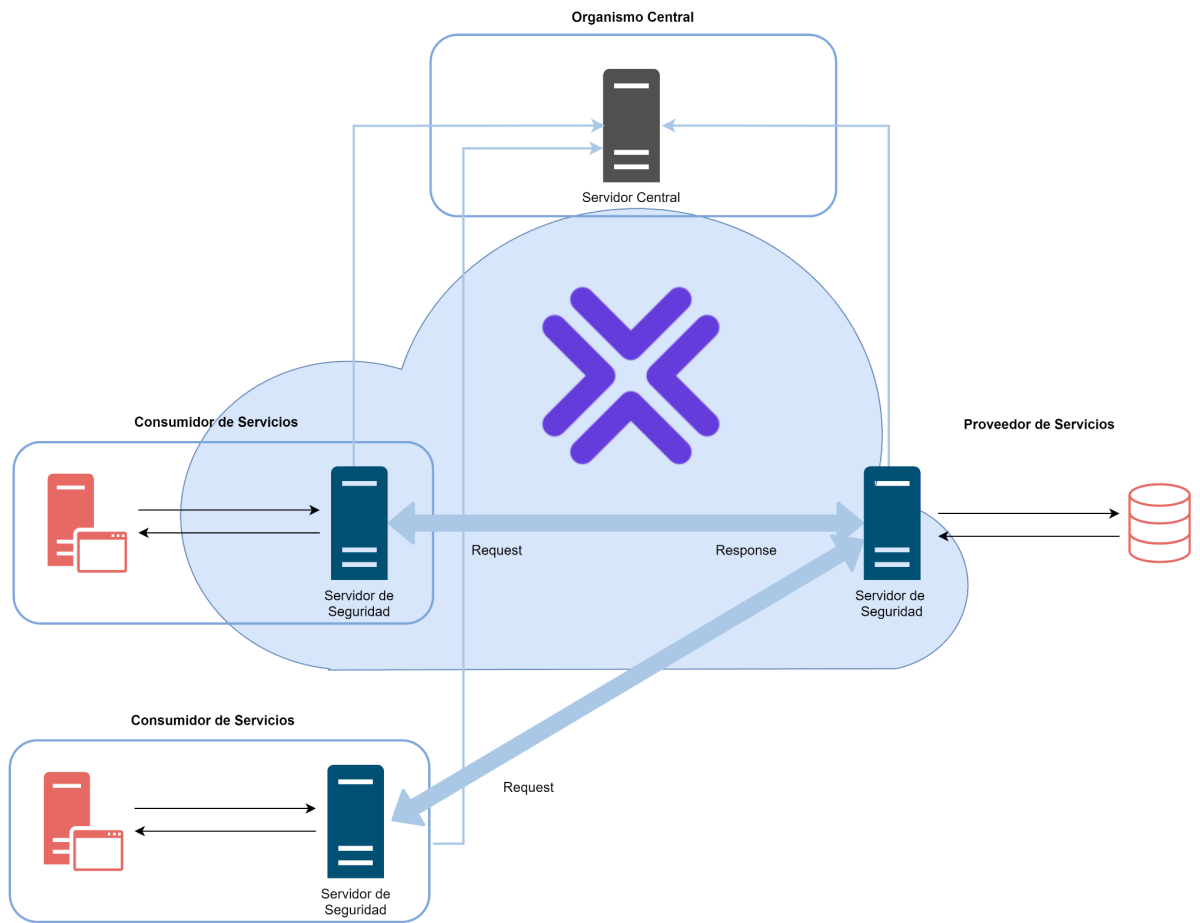 Organismo Central
Servidor Central
Consumidor de Servicios
Proveedor de Servicios
Request
Response
Servidor de
Seguridad
Servidor de
Seguridad
Consumidor de Servicios
Request
Servidor de
Seguridad